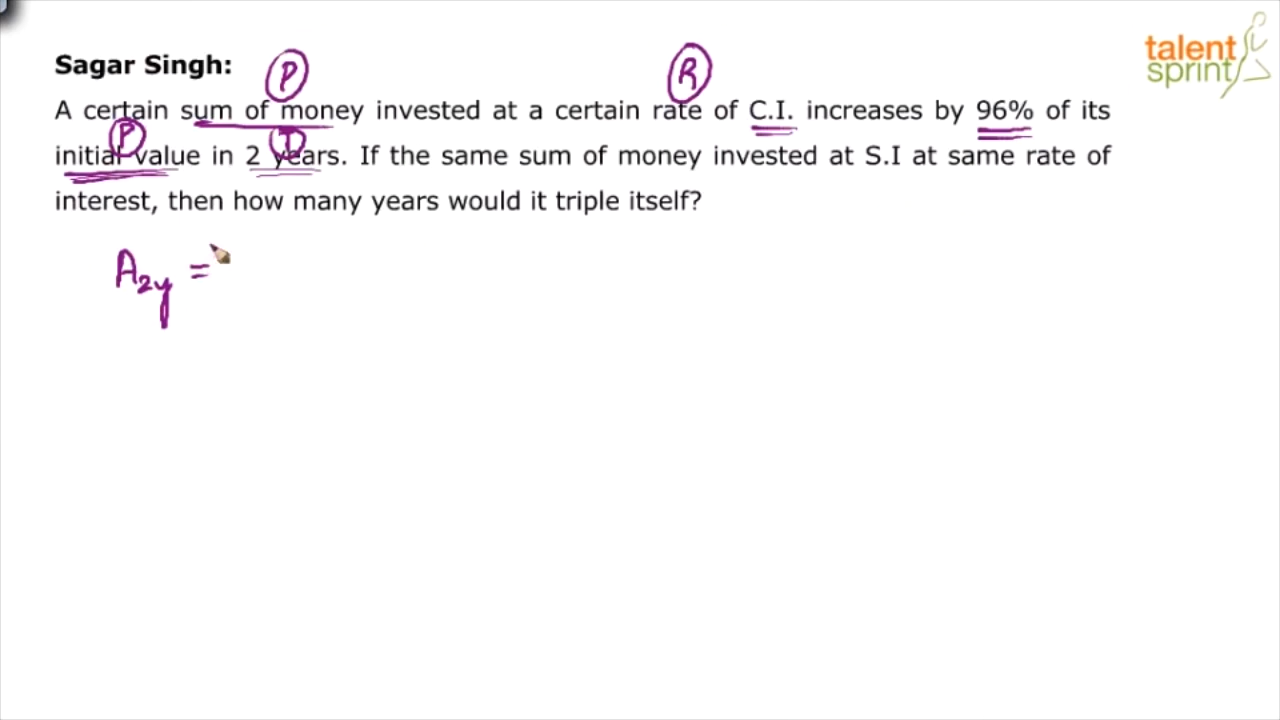 talent
sprint
Sagar Singh:
P
R
A certain sum of money invested at a certain rate of C.I. increases by 96% of its
P
T
initial value in 2 years. If the same sum of money invested at S.I at same rate of
interest, then how many years would it triple itself?
A2y =